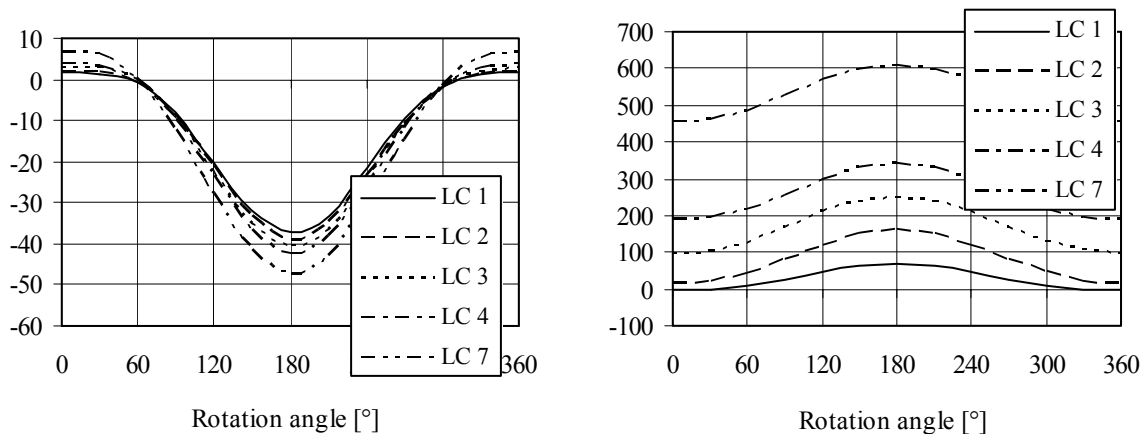 10
0
-10
-20
-30
-40
-50
-60
0 60 120 180 360
LC 1
LC 2
LC 3
LC 4
LC 7
Rotation angle [°]
700
600
500
400
300
200
100
0
-100
0 60 120 180 240 300 360
LC 1
LC 2
LC 3
LC 4
LC 7
Rotation angle [°]